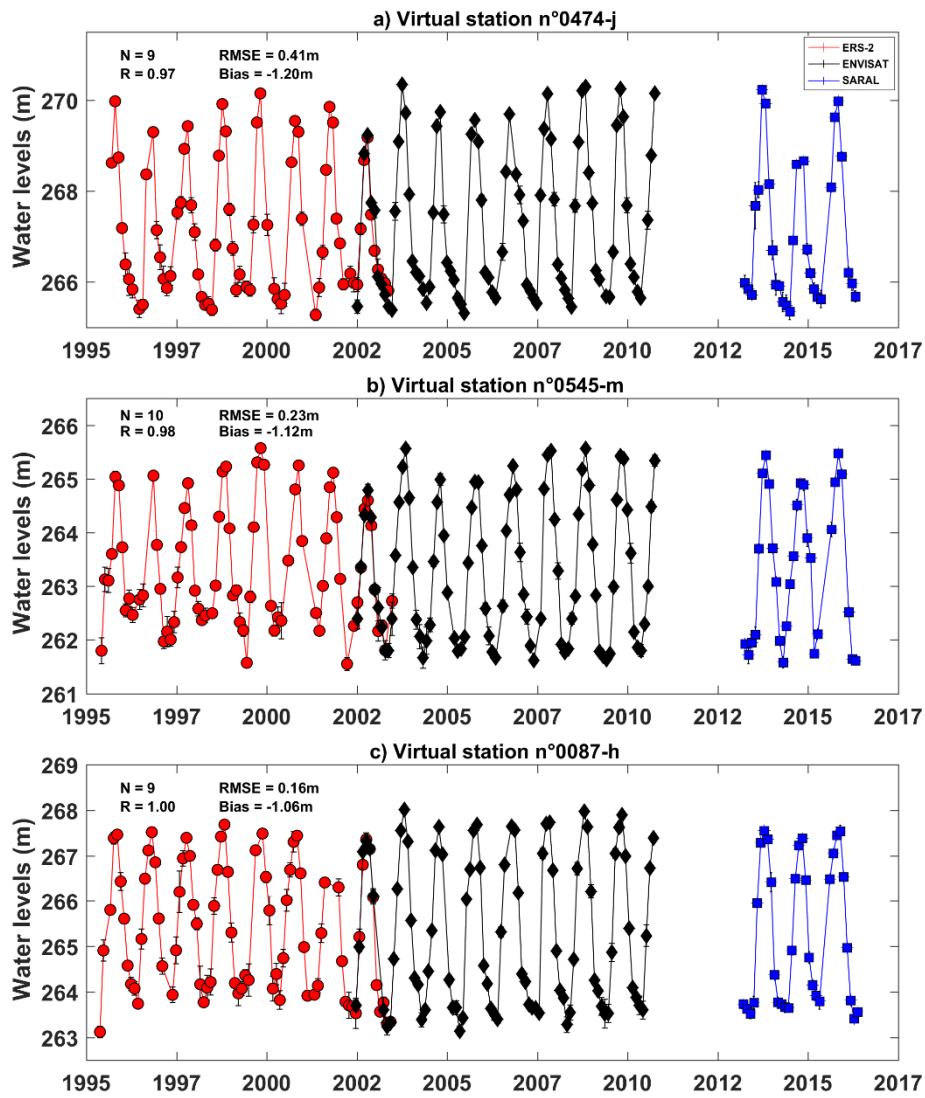 a) Virtual station n°0474-j
N = 9 RMSE = 0.41m
R = 0.97 Bias = -1.20m
ERS-2
ENVISAT
SARAL
Water levels (m)
270
268
266
1995 1997 2000 2002 2005 2007 2010 2012 2015 2017
b) Virtual station n°0545-m
N = 10 RMSE = 0.23m
R = 0.98 Bias = -1.12m
Water levels (m)
266
265
264
263
262
261
1995 1997 2000 2002 2005 2007 2010 2012 2015 2017
c) Virtual station n°0087-h
N = 9 RMSE = 0.16m
R = 1.00 Bias = -1.06m
Water levels (m)
269
268
267
266
265
264
263
1995 1997 2000 2002 2005 2007 2010 2012 2015 2017